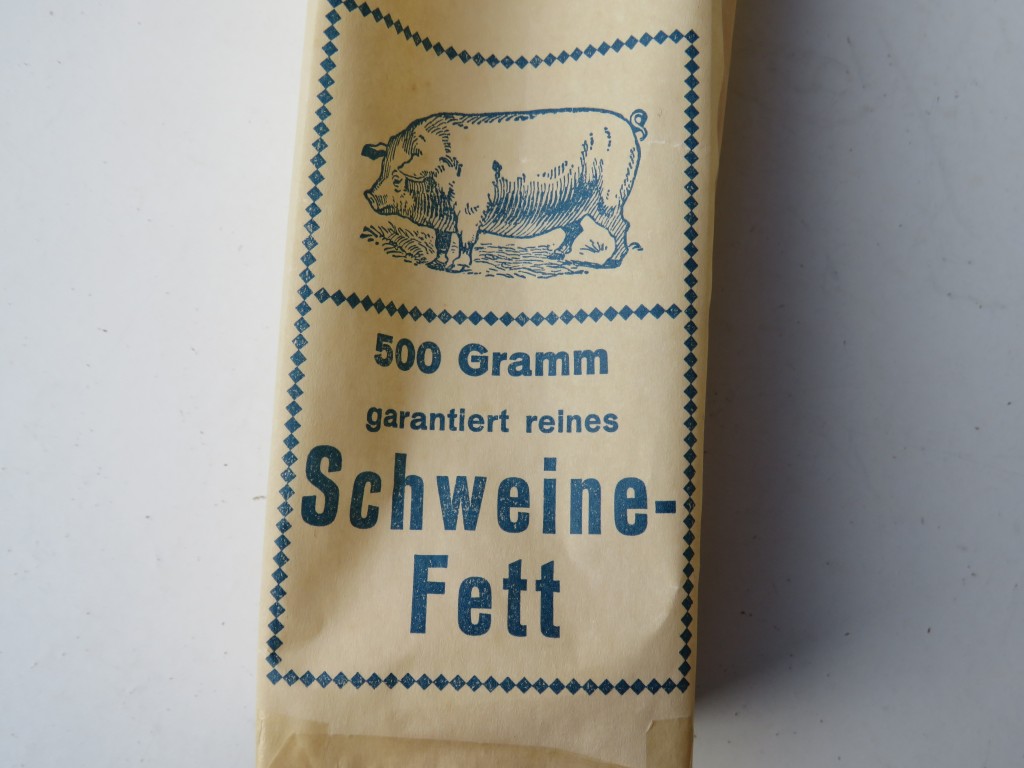 500 Gramm
garantiert reines
Schweine-
Fett